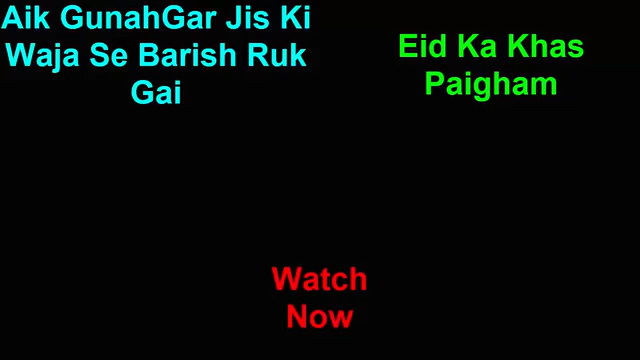 Aik GunahGar Jis Ki
Waja Se Barish Ruk
Gai
Eid Ka Khas
Paigham
Watch
Now